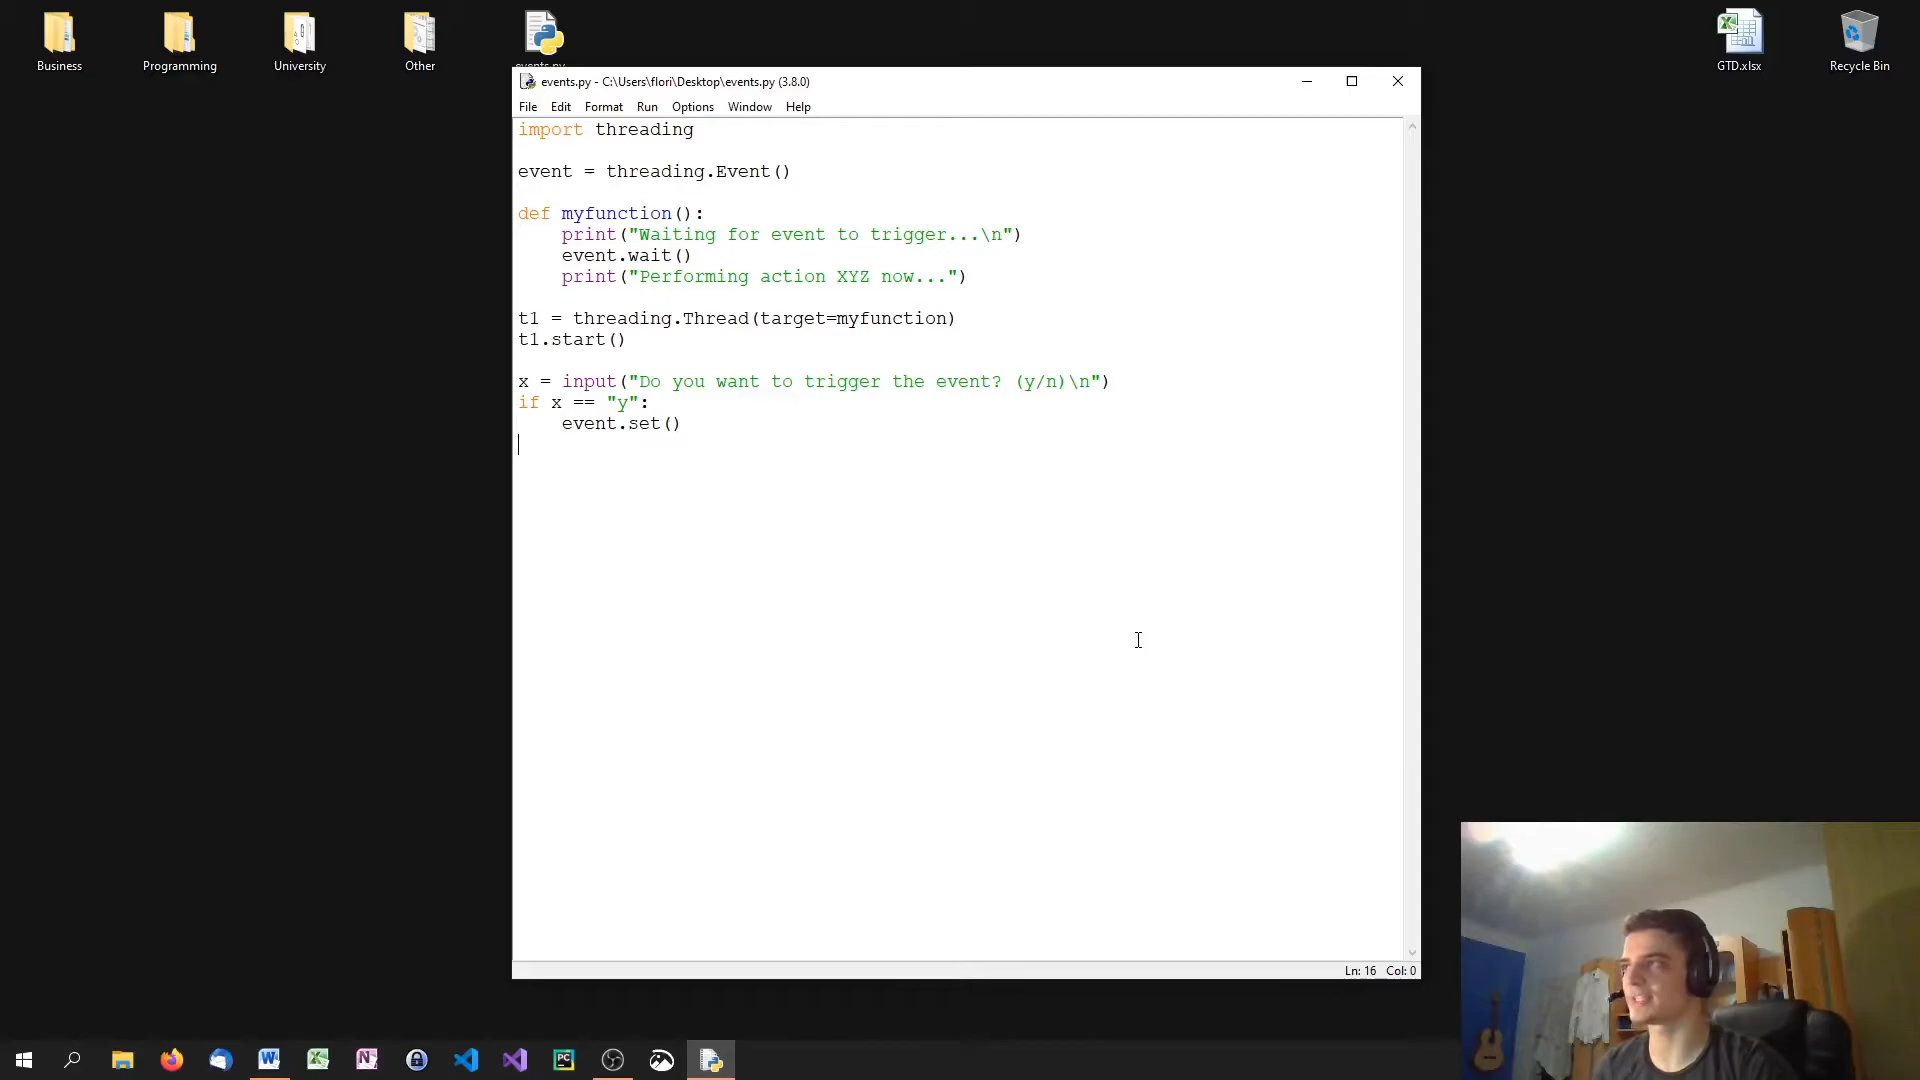 Business
Programming
University
Other
GTD.xlsx
Recycle Bin
events.py - C:\Users\flori\Desktop\events.py (3.8.0)
File Edit Format Run Options Window Help
import threading
event = threading.Event()
def myfunction():
    print("Waiting for event to trigger...\n")
    event.wait()
    print("Performing action XYZ now...")
t1 = threading.Thread(target=myfunction)
t1.start()
x = input("Do you want to trigger the event? (y/n)\n")
if x == "y":
    event.set()
Ln: 16 Col: 0